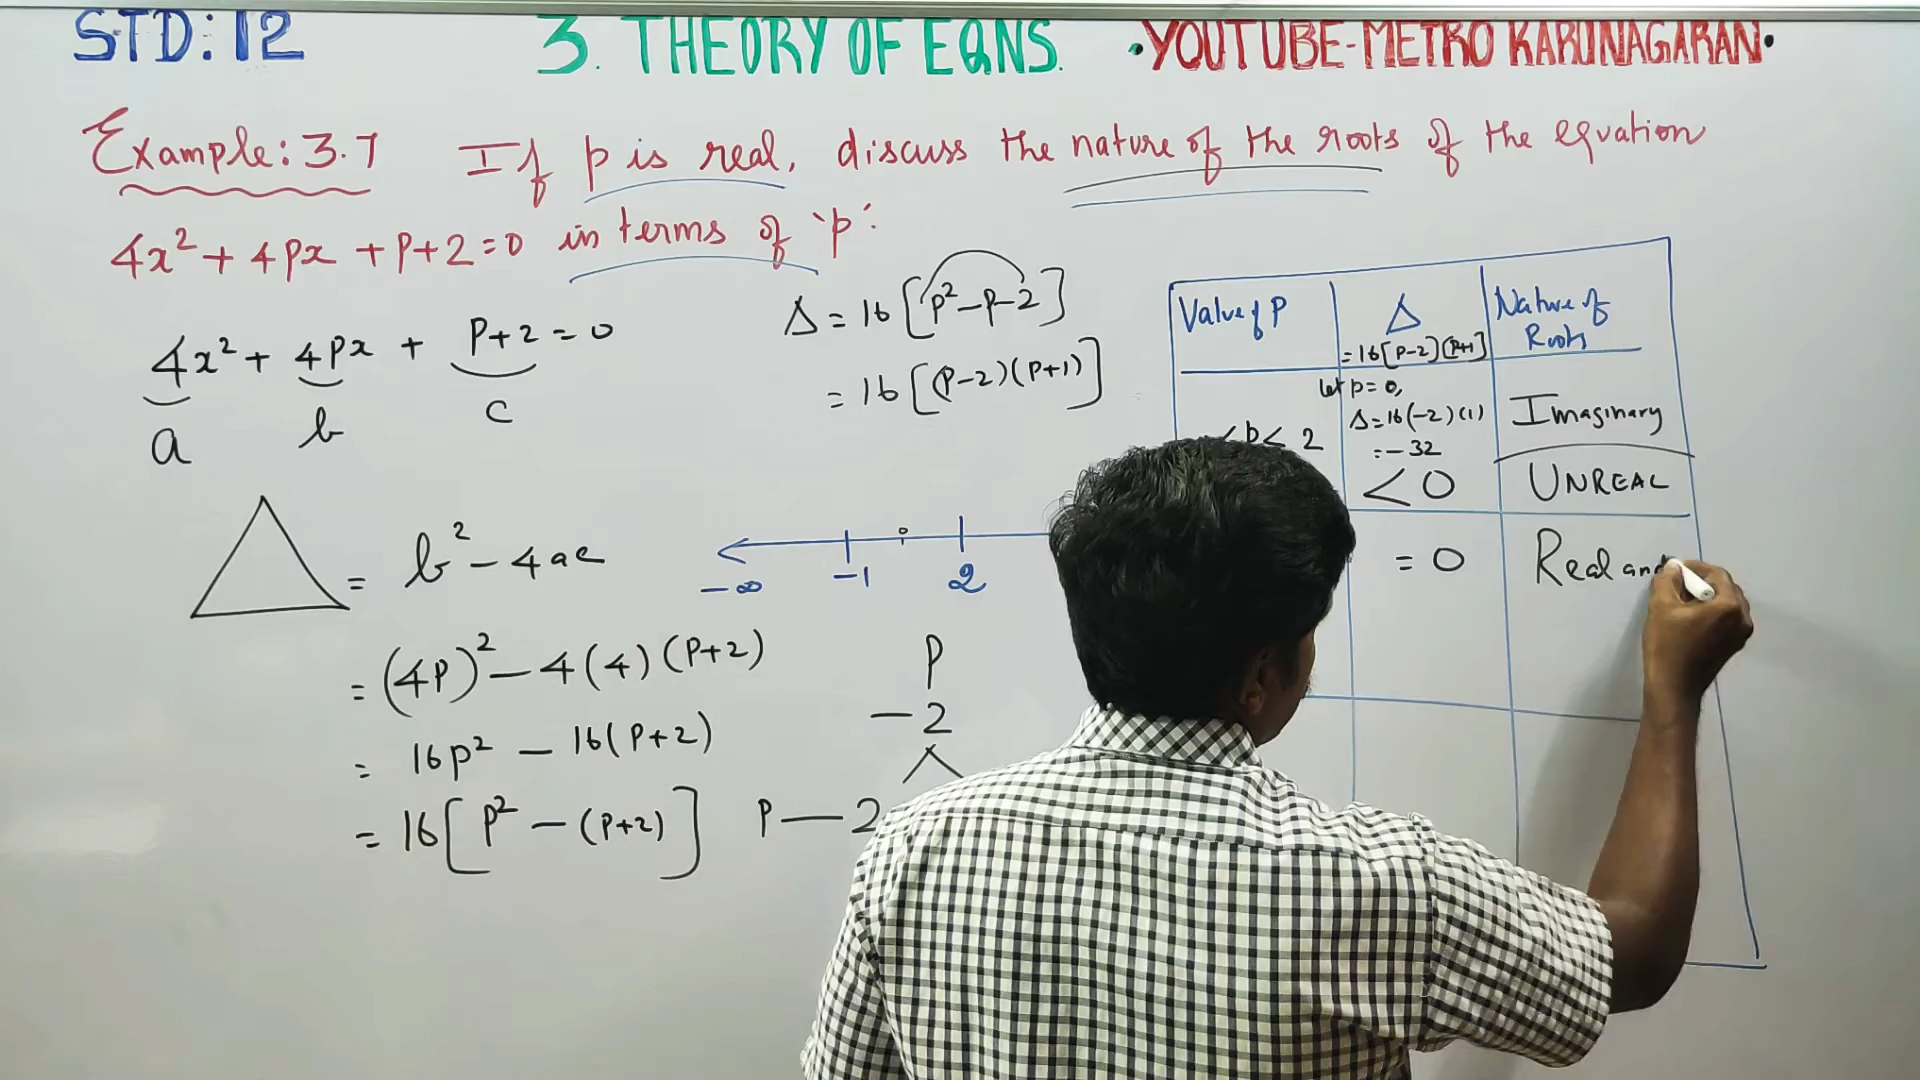 STD: 12 3. THEORY OF EQNS. •YOUTUBE-METRO KARUNAGARAN•
Example: 3.7 If p is real, discuss the nature of the roots of the equation
4x² + 4px + p+2=0 in terms of 'p'.
4x² + 4px + p+2 = 0
a b c
Δ = 16[p²-p-2]
= 16[(p-2)(p+1)]
△ = b² - 4ac
= (4p)² - 4(4)(p+2)
= 16p² - 16(p+2)
= 16[p² - (p+2)]
-∞ -1 0 2
p
-2
p — 2
Value of P Δ Nature of
=16[p-2)(p+1] Roots
let p=0,
Δ=16(-2)(1)
< p < 2 =-32 Imaginary
< 0 UNREAL
= 0 Real and